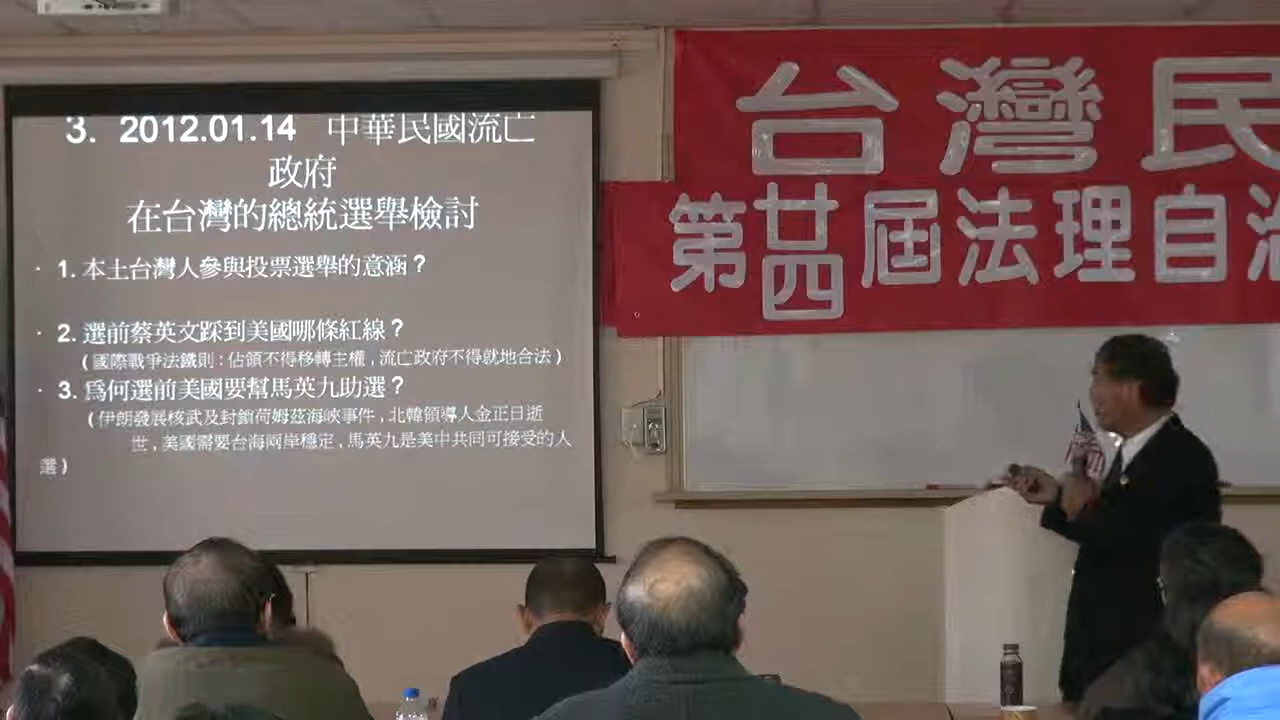 3. 2012.01.14 中華民國流亡
政府
在台灣的總統選舉檢討
· 1. 本土台灣人參與投票選舉的意涵？
· 2. 選前蔡英文踩到美國哪條紅線？
(國際戰爭法鐵則：佔領不得移轉主權，流亡政府不得就地合法)
· 3. 爲何選前美國要幫馬英九助選？
(伊朗發展核武及封鎖荷姆茲海峽事件，北韓領導人金正日逝
世，美國需要台海兩岸穩定，馬英九是美中共同可接受的人
選)
台灣民
第廿四屆法理自治